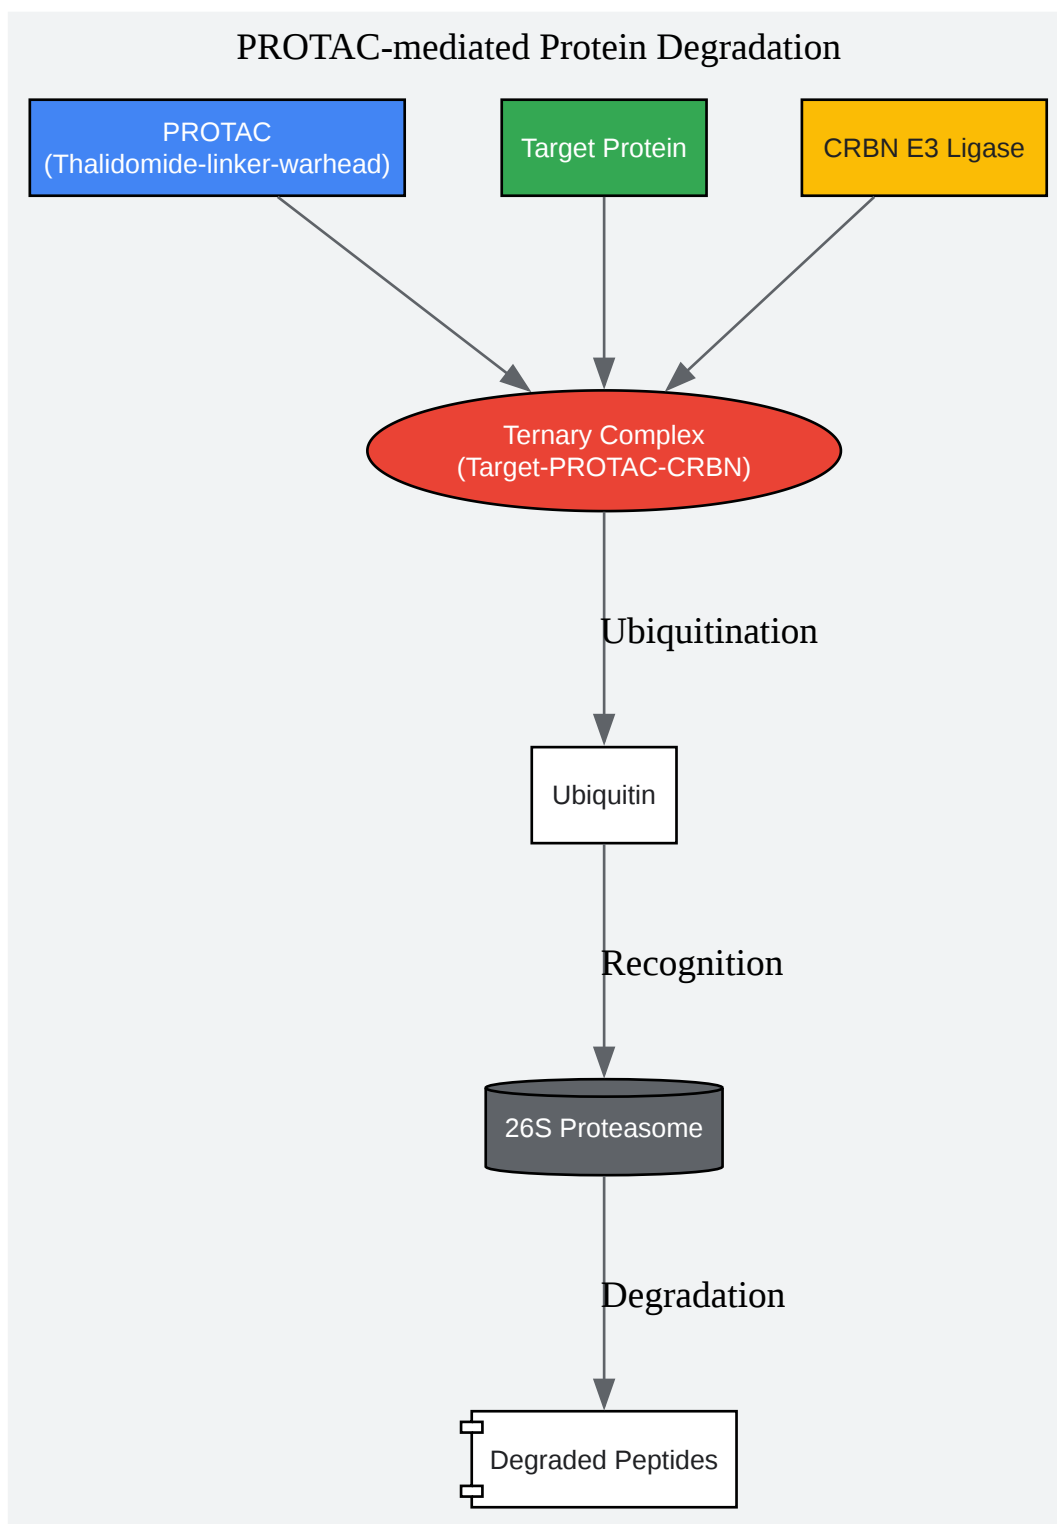 PROTAC-mediated Protein Degradation
PROTAC
(Thalidomide-linker-warhead)
Target Protein
CRBN E3 Ligase
Ternary Complex
(Target-PROTAC-CRBN)
Ubiquitination
Ubiquitin
Recognition
26S Proteasome
Degradation
Degraded Peptides